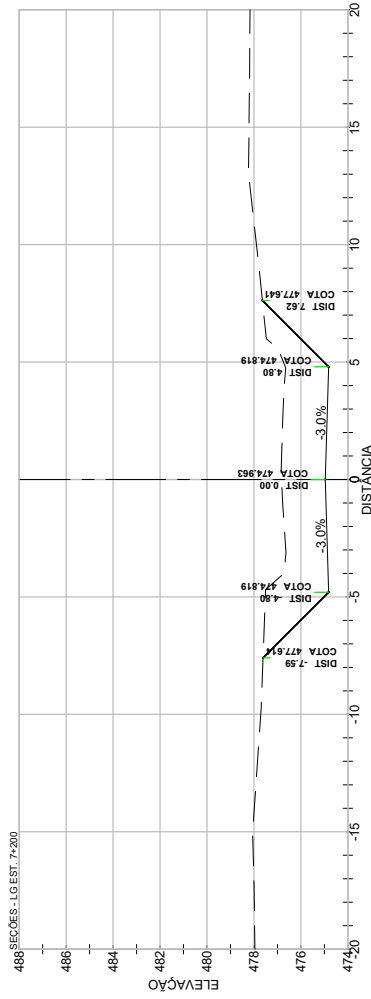 SEÇÕES - LG EST. 7+200
ELEVAÇÃO
488
486
484
482
480
478
476
474
DIST -7.59
COTA 477.614
DIST -4.80
COTA 474.819
DIST 0.00
COTA 474.963
DIST 4.80
COTA 474.819
DIST 7.62
COTA 477.641
-3.0%
-3.0%
-20
-15
-10
-5
0
5
10
15
20
DISTÂNCIA